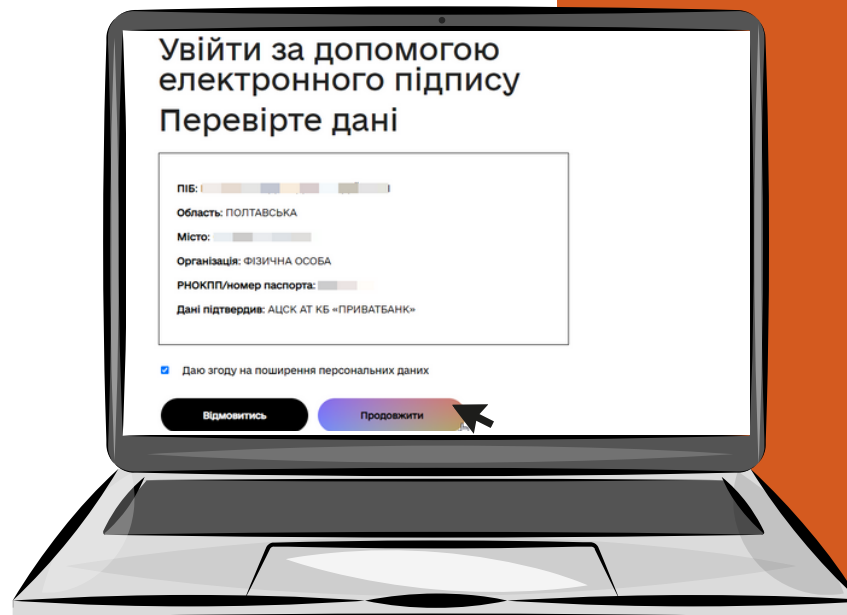 Увійти за допомогою
електронного підпису
Перевірте дані
ПІБ:
Область: ПОЛТАВСЬКА
Місто:
Організація: ФІЗИЧНА ОСОБА
РНОКПП/номер паспорта:
Дані підтвердив: АЦСК АТ КБ «ПРИВАТБАНК»
Даю згоду на поширення персональних даних
Відмовитись Продовжити